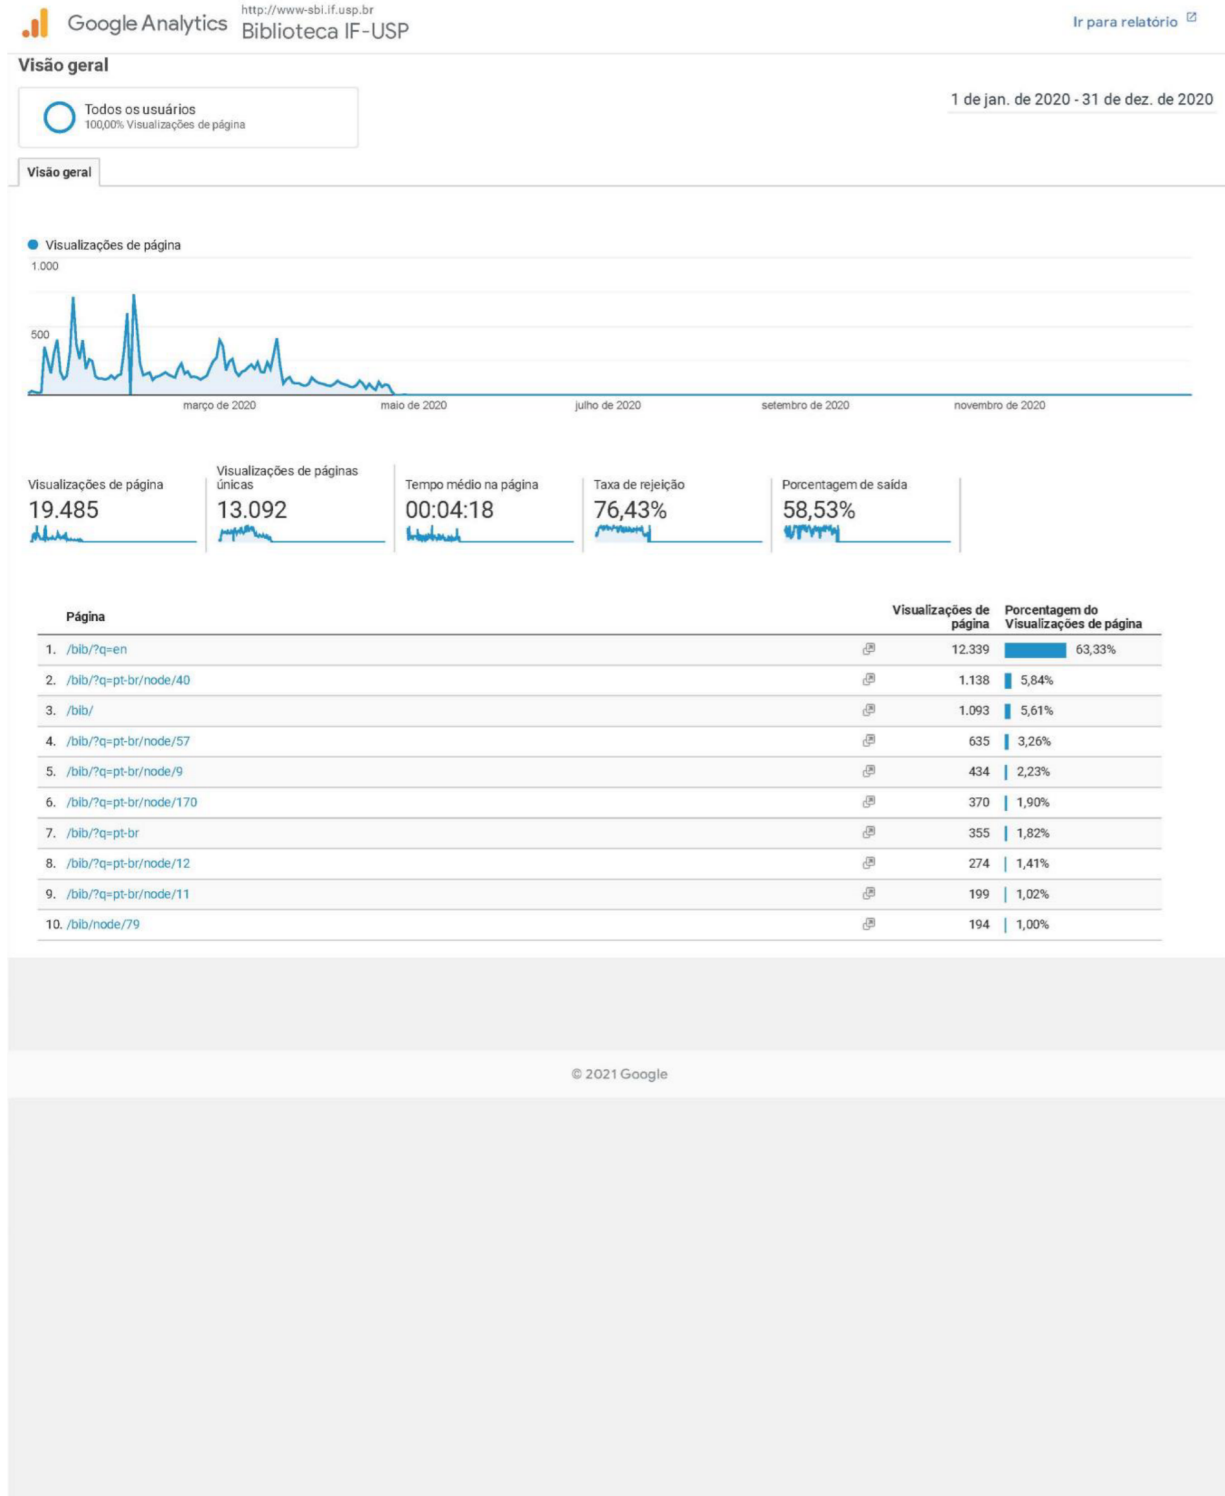 http://www-sbi.if.usp.br
Google Analytics Biblioteca IF-USP
Ir para relatório
Visão geral
Todos os usuários
100,00% Visualizações de página
1 de jan. de 2020 - 31 de dez. de 2020
Visão geral
Visualizações de página
1.000
500
março de 2020 maio de 2020 julho de 2020 setembro de 2020 novembro de 2020
Visualizações de página
19.485
Visualizações de páginas
únicas
13.092
Tempo médio na página
00:04:18
Taxa de rejeição
76,43%
Porcentagem de saída
58,53%
Página
Visualizações de
página
Porcentagem do
Visualizações de página
1. /bib/?q=en 12.339 63,33%
2. /bib/?q=pt-br/node/40 1.138 5,84%
3. /bib/ 1.093 5,61%
4. /bib/?q=pt-br/node/57 635 3,26%
5. /bib/?q=pt-br/node/9 434 2,23%
6. /bib/?q=pt-br/node/170 370 1,90%
7. /bib/?q=pt-br 355 1,82%
8. /bib/?q=pt-br/node/12 274 1,41%
9. /bib/?q=pt-br/node/11 199 1,02%
10. /bib/node/79 194 1,00%
© 2021 Google